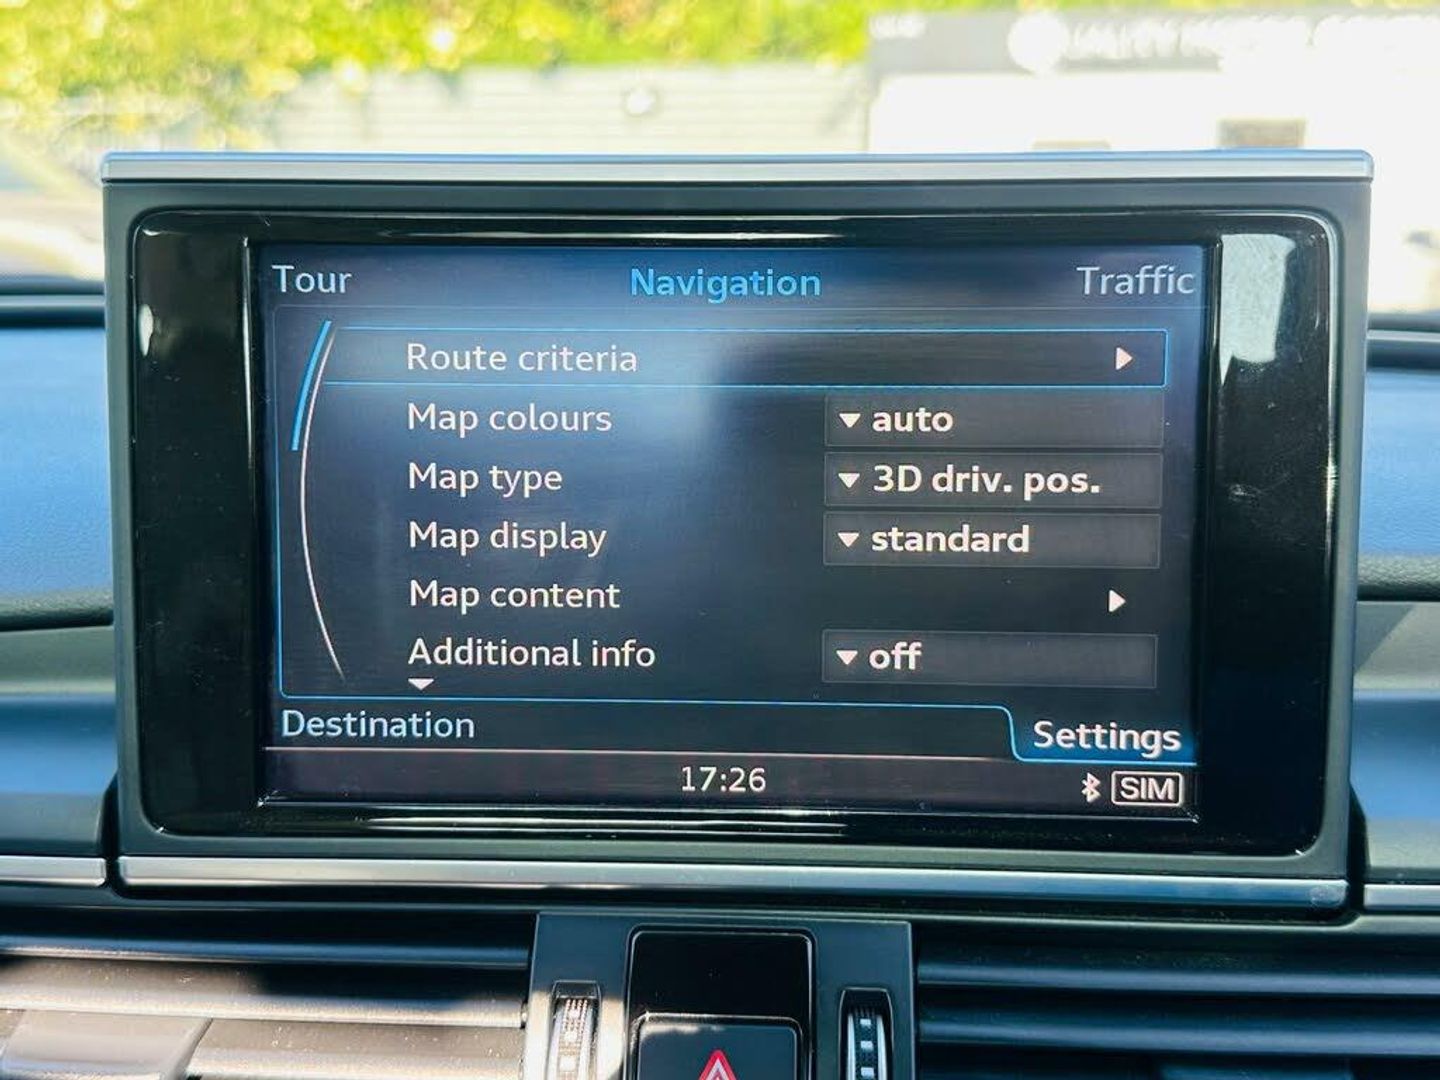 Tour Navigation Traffic
Route criteria
Map colours auto
Map type 3D driv. pos.
Map display standard
Map content
Additional info off
Destination Settings
17:26 SIM